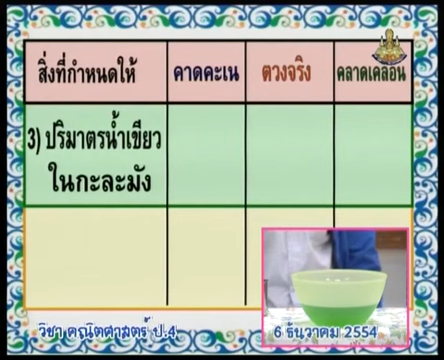 สิ่งที่กำหนดให้ คาดคะเน ตวงจริง คลาดเคลื่อน
3) ปริมาตรน้ำเขียว
ในกะละมัง
วิชา คณิตศาสตร์ ป.4 6 ธันวาคม 2554